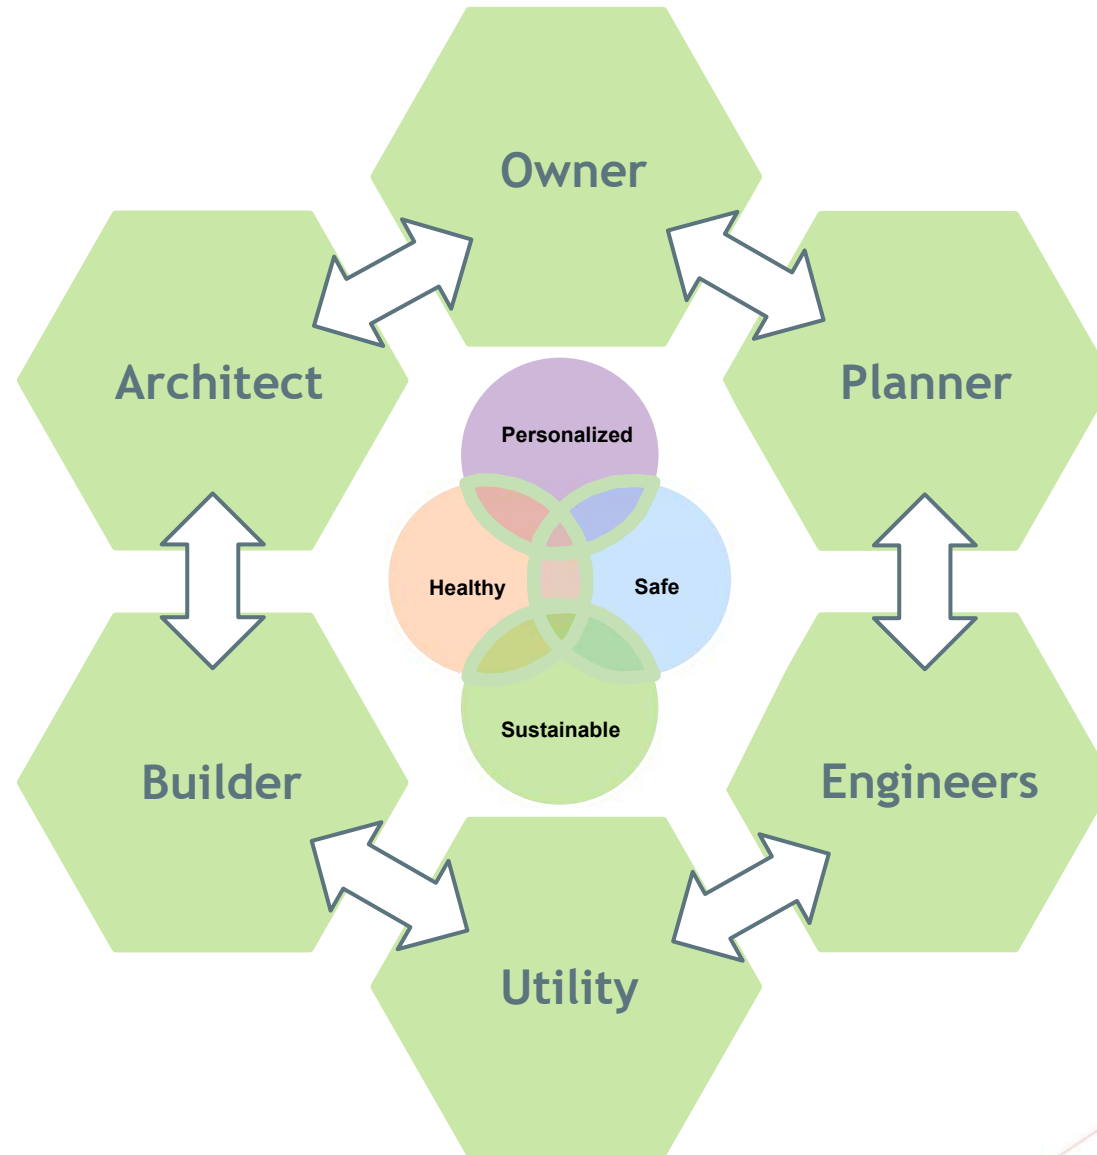 Owner
Architect
Planner
Personalized
Healthy
Safe
Sustainable
Builder
Engineers
Utility